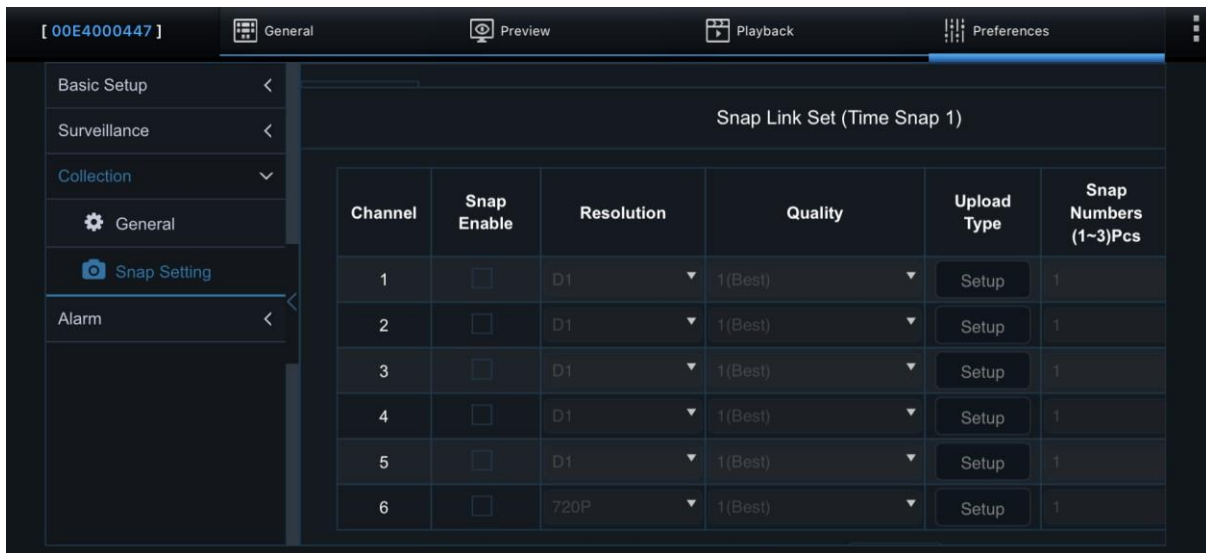 [ 00E4000447 ] General Preview Playback Preferences
Basic Setup
Surveillance
Collection
General
Snap Setting
Alarm
Snap Link Set (Time Snap 1)
Channel Snap Enable Resolution Quality Upload Type Snap Numbers (1~3)Pcs
1 D1 1(Best) Setup 1
2 D1 1(Best) Setup 1
3 D1 1(Best) Setup 1
4 D1 1(Best) Setup 1
5 D1 1(Best) Setup 1
6 720P 1(Best) Setup 1